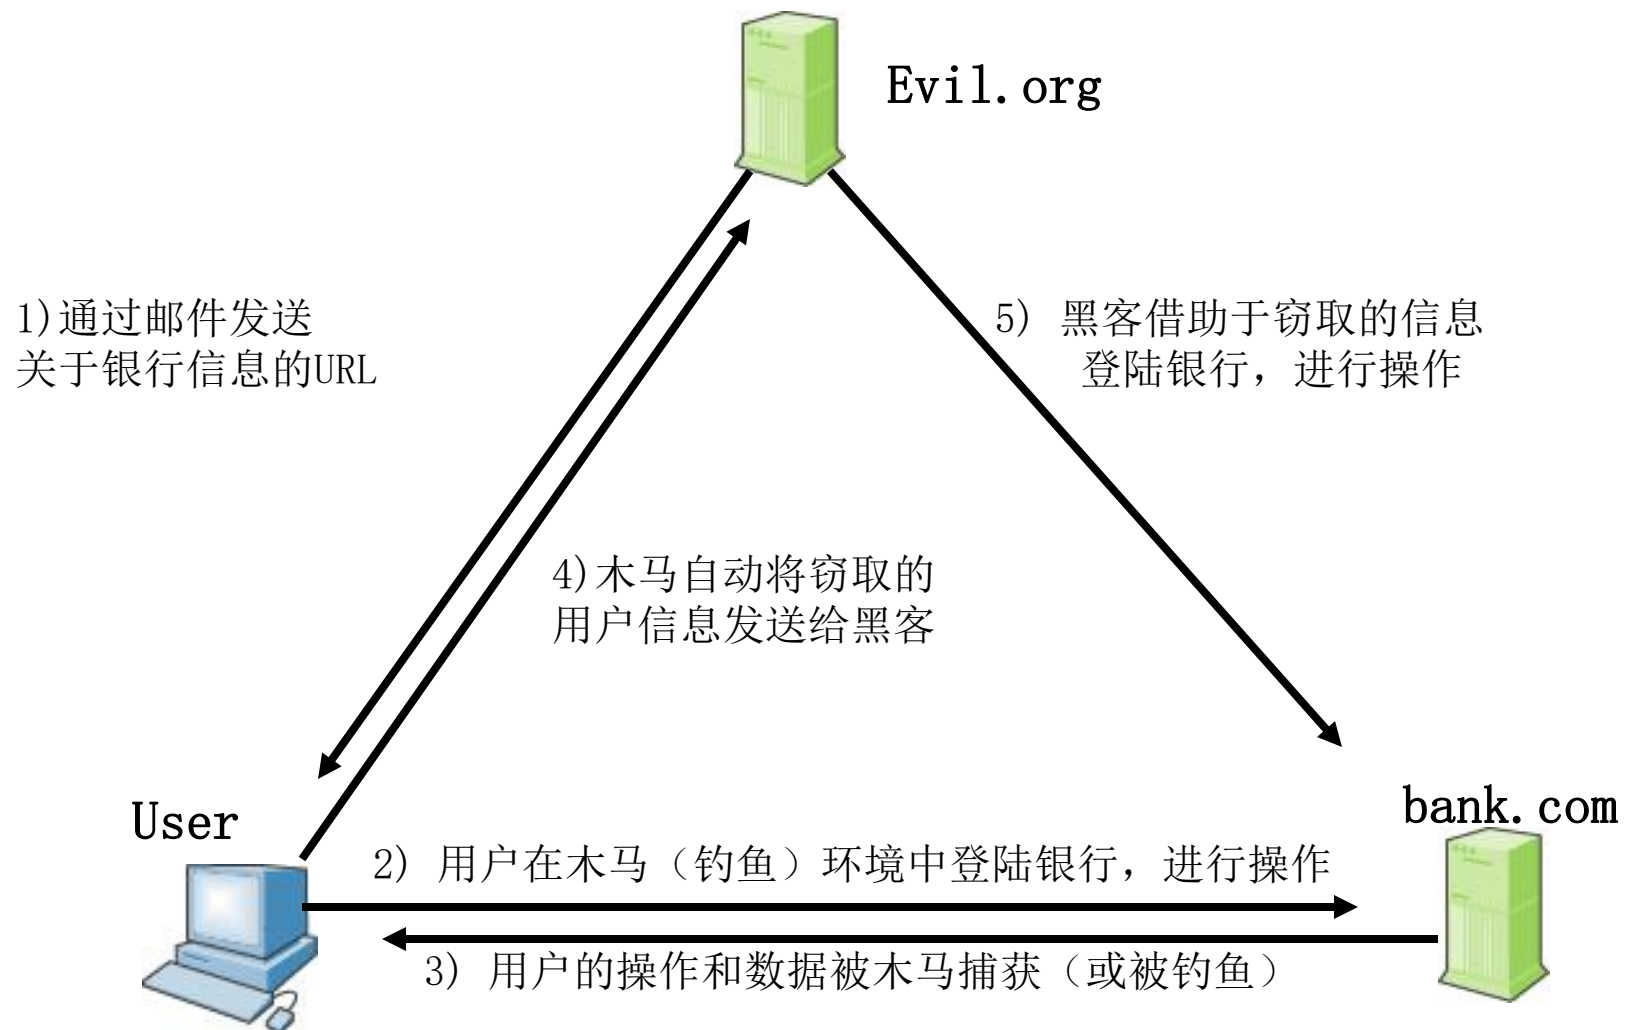 Evil.org
1)通过邮件发送
关于银行信息的URL
5) 黑客借助于窃取的信息
登陆银行，进行操作
4)木马自动将窃取的
用户信息发送给黑客
User
bank.com
2) 用户在木马（钓鱼）环境中登陆银行，进行操作
3) 用户的操作和数据被木马捕获（或被钓鱼）